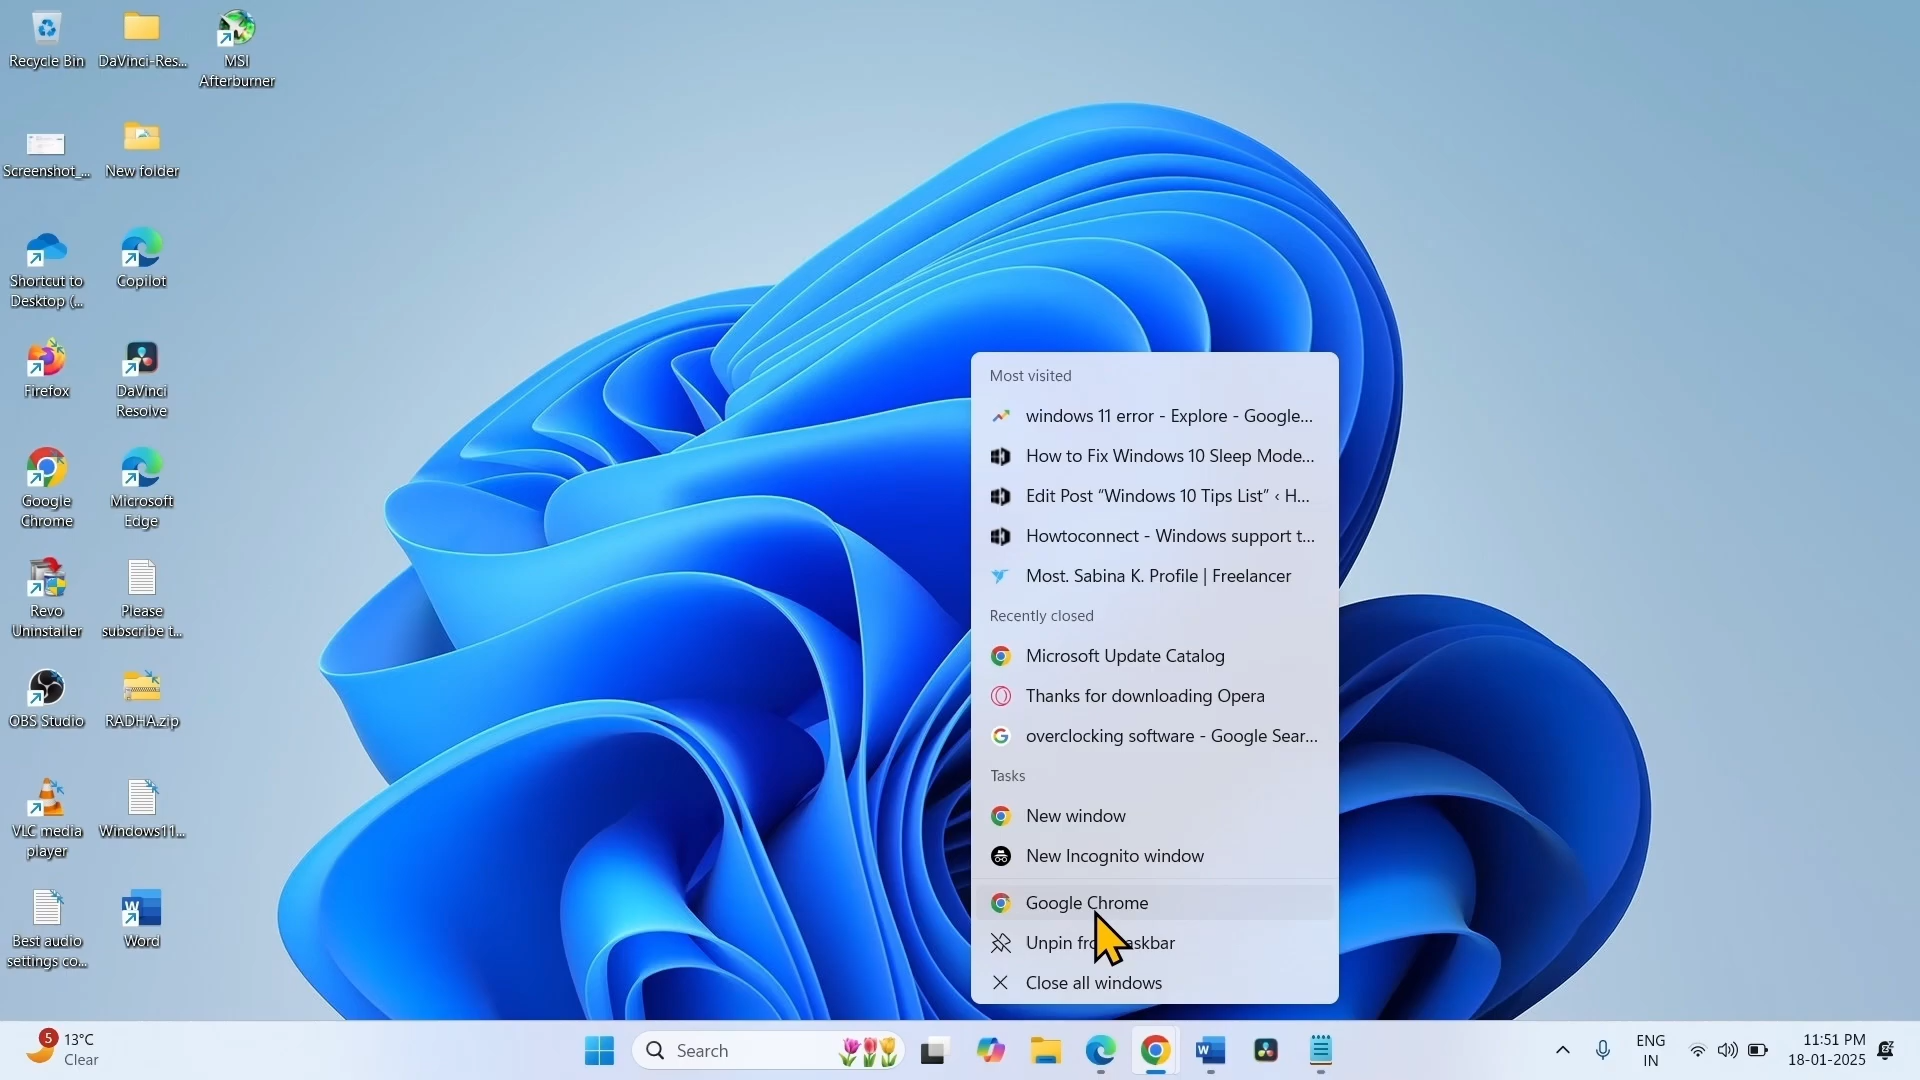 Recycle Bin
DaVinci-Res...
MSI
Afterburner
Screenshot_...
New folder
Shortcut to
Desktop (...
Copilot
Firefox
DaVinci
Resolve
Google
Chrome
Microsoft
Edge
Revo
Uninstaller
Please
subscribe t...
OBS Studio
RADHA.zip
VLC media
player
Windows11...
Best audio
settings co...
Word
Most visited
windows 11 error - Explore - Google...
How to Fix Windows 10 Sleep Mode...
Edit Post “Windows 10 Tips List” ‹ H...
Howtoconnect - Windows support t...
Most. Sabina K. Profile | Freelancer
Recently closed
Microsoft Update Catalog
Thanks for downloading Opera
overclocking software - Google Sear...
Tasks
New window
New Incognito window
Google Chrome
Unpin fro askbar
Close all windows
5
13°C
Clear
Search
ENG
IN
11:51 PM
18-01-2025